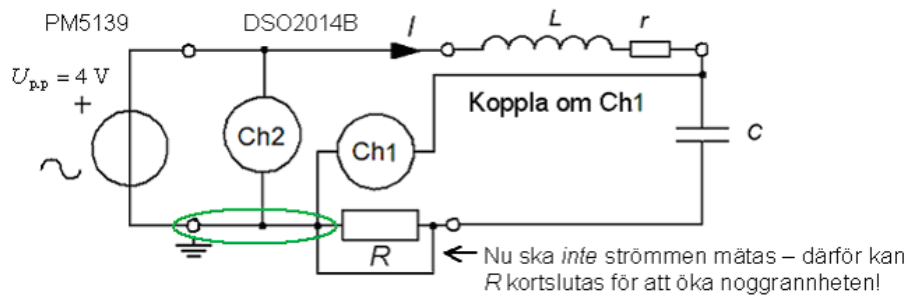 PM5139
DSO2014B
I
L
r
Up.p = 4 V
+
Koppla om Ch1
Ch2
Ch1
C
R
← Nu ska inte strömmen mätas – därför kan
R kortslutas för att öka noggrannheten!